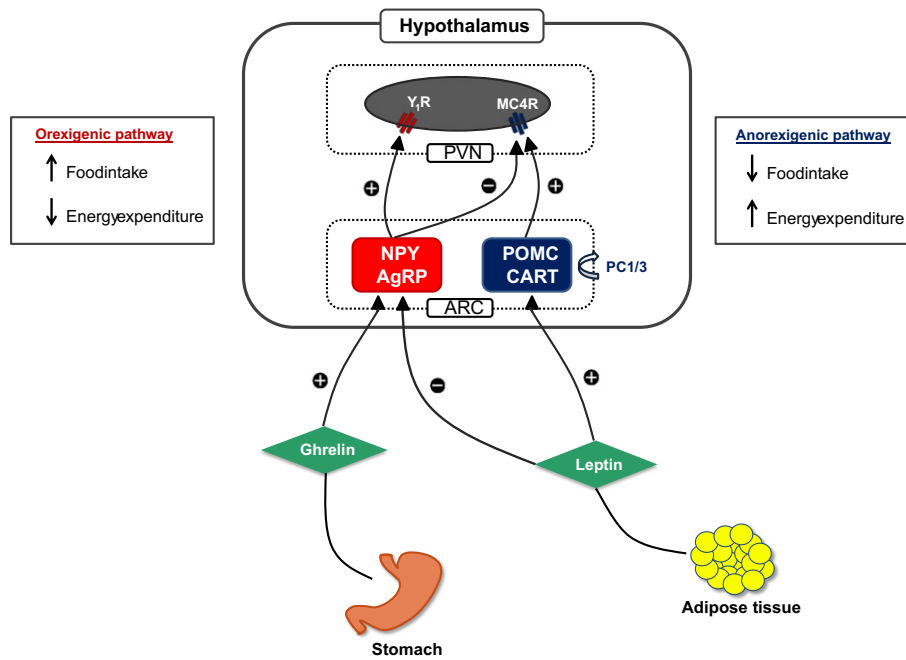 Hypothalamus
Y1R
MC4R
PVN
Orexigenic pathway
Foodintake
Energyexpenditure
Anorexigenic pathway
Foodintake
Energyexpenditure
+
-
+
NPY
AgRP
POMC
CART
PC1/3
ARC
+
-
+
Ghrelin
Leptin
Adipose tissue
Stomach